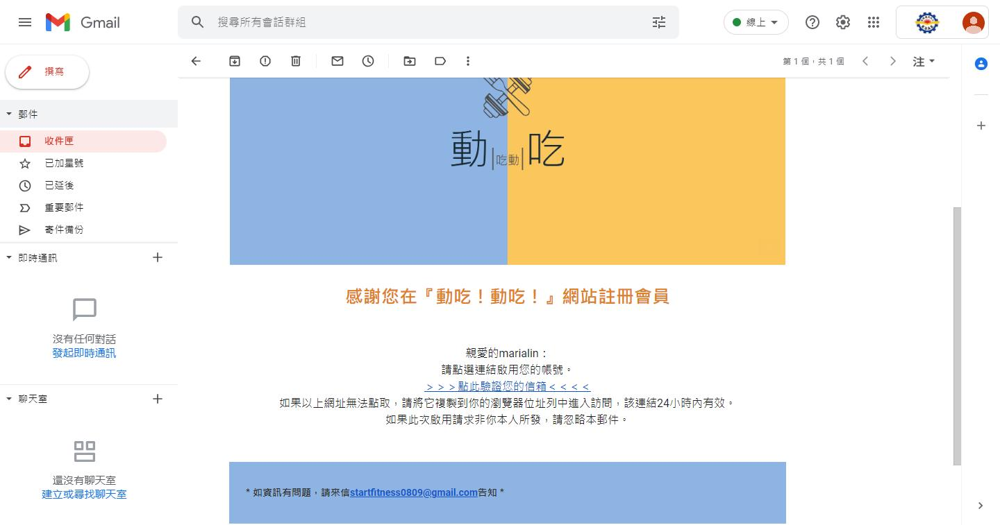 Gmail
搜尋所有會話群組
線上
撰寫
第 1 個，共 1 個
注
郵件
收件匣
已加星號
已延後
重要郵件
寄件備份
即時通訊
沒有任何對話
發起即時通訊
聊天室
還沒有聊天室
建立或尋找聊天室
動|吃動|吃
感謝您在『動吃！動吃！』網站註冊會員
親愛的marialin：
請點選連結啟用您的帳號。
＞＞＞點此驗證您的信箱＜＜＜＜
如果以上網址無法點取，請將它複製到你的瀏覽器位址列中進入訪問，該連結24小時內有效。
如果此次啟用請求非你本人所發，請忽略本郵件。
* 如資訊有問題，請來信startfitness0809@gmail.com告知 *